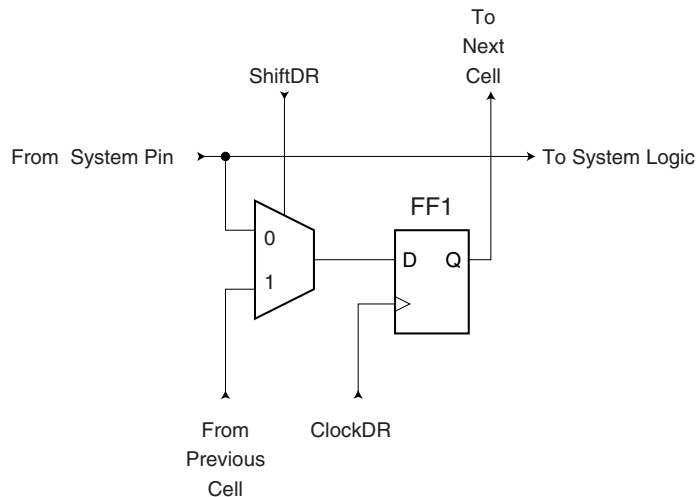 To
Next
Cell
ShiftDR
From System Pin
To System Logic
FF1
0
D Q
1
From
Previous
Cell
ClockDR